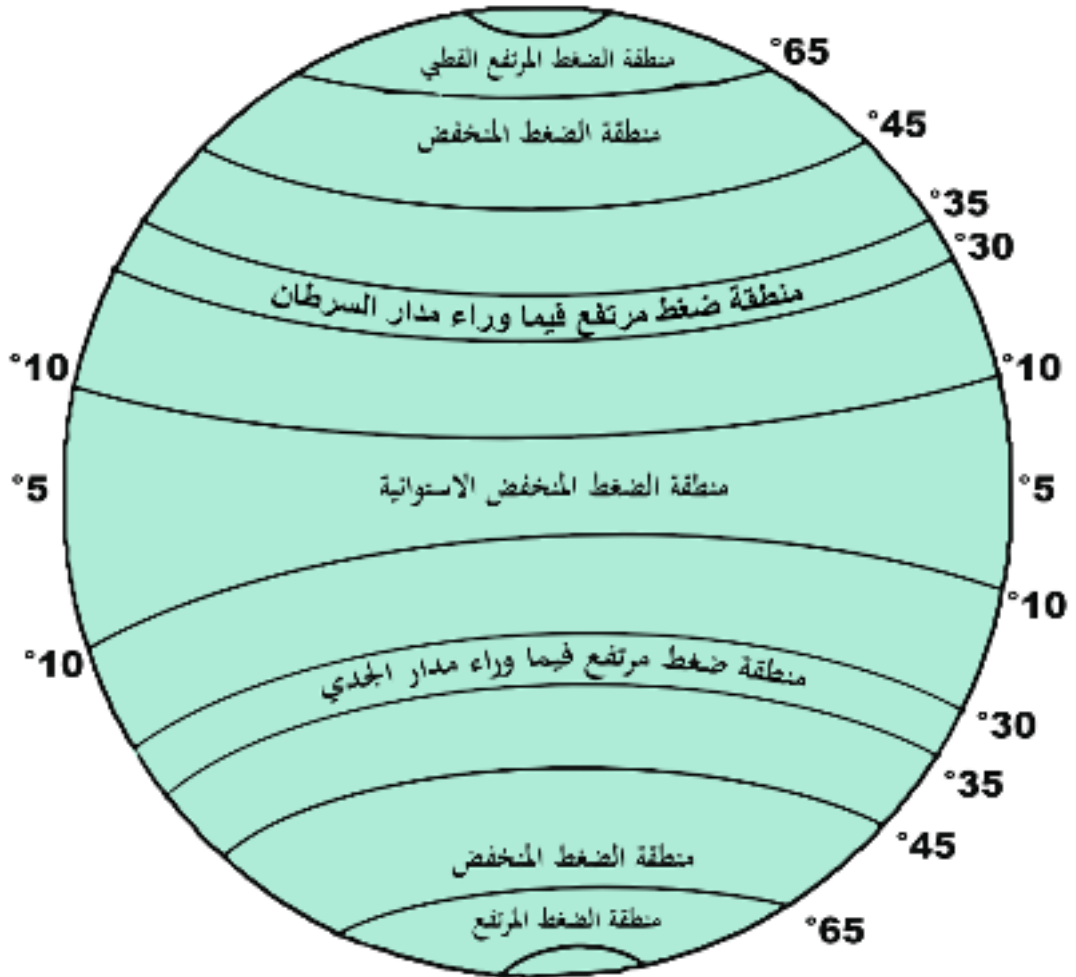 منطقة الضغط المرتفع القطي
°65
منطقة الضغط المنخفض
°45
°35
°30
منطقة ضغط مرتفع فيما وراء مدار السرطان
°10
°10
منطقة الضغط المنخفض الاستوائية
°5
°5
°10
°10
منطقة ضغط مرتفع فيما وراء مدار الجدي
°30
°35
°45
منطقة الضغط المنخفض
منطقة الضغط المرتفع
°65